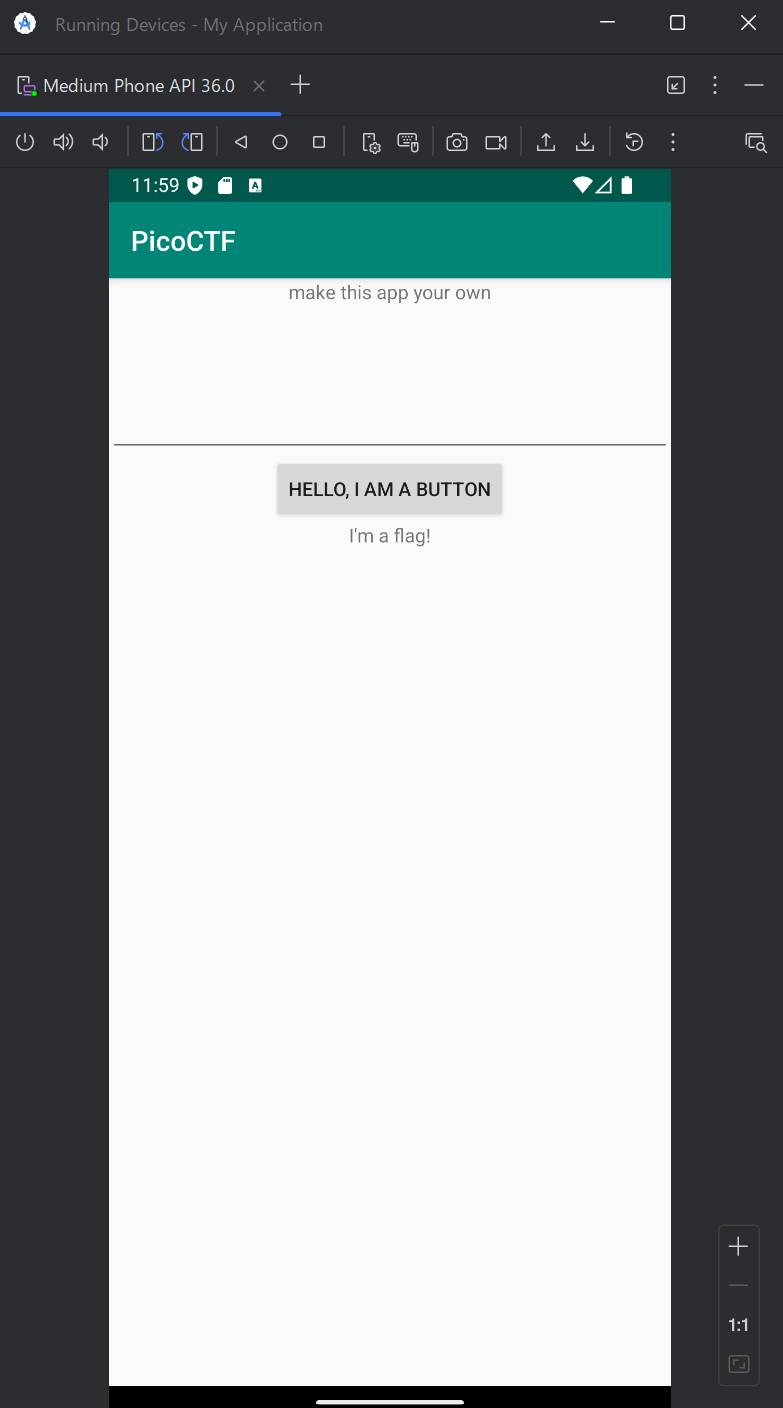 Running Devices - My Application
Medium Phone API 36.0
11:59
PicoCTF
make this app your own
HELLO, I AM A BUTTON
I'm a flag!
1:1